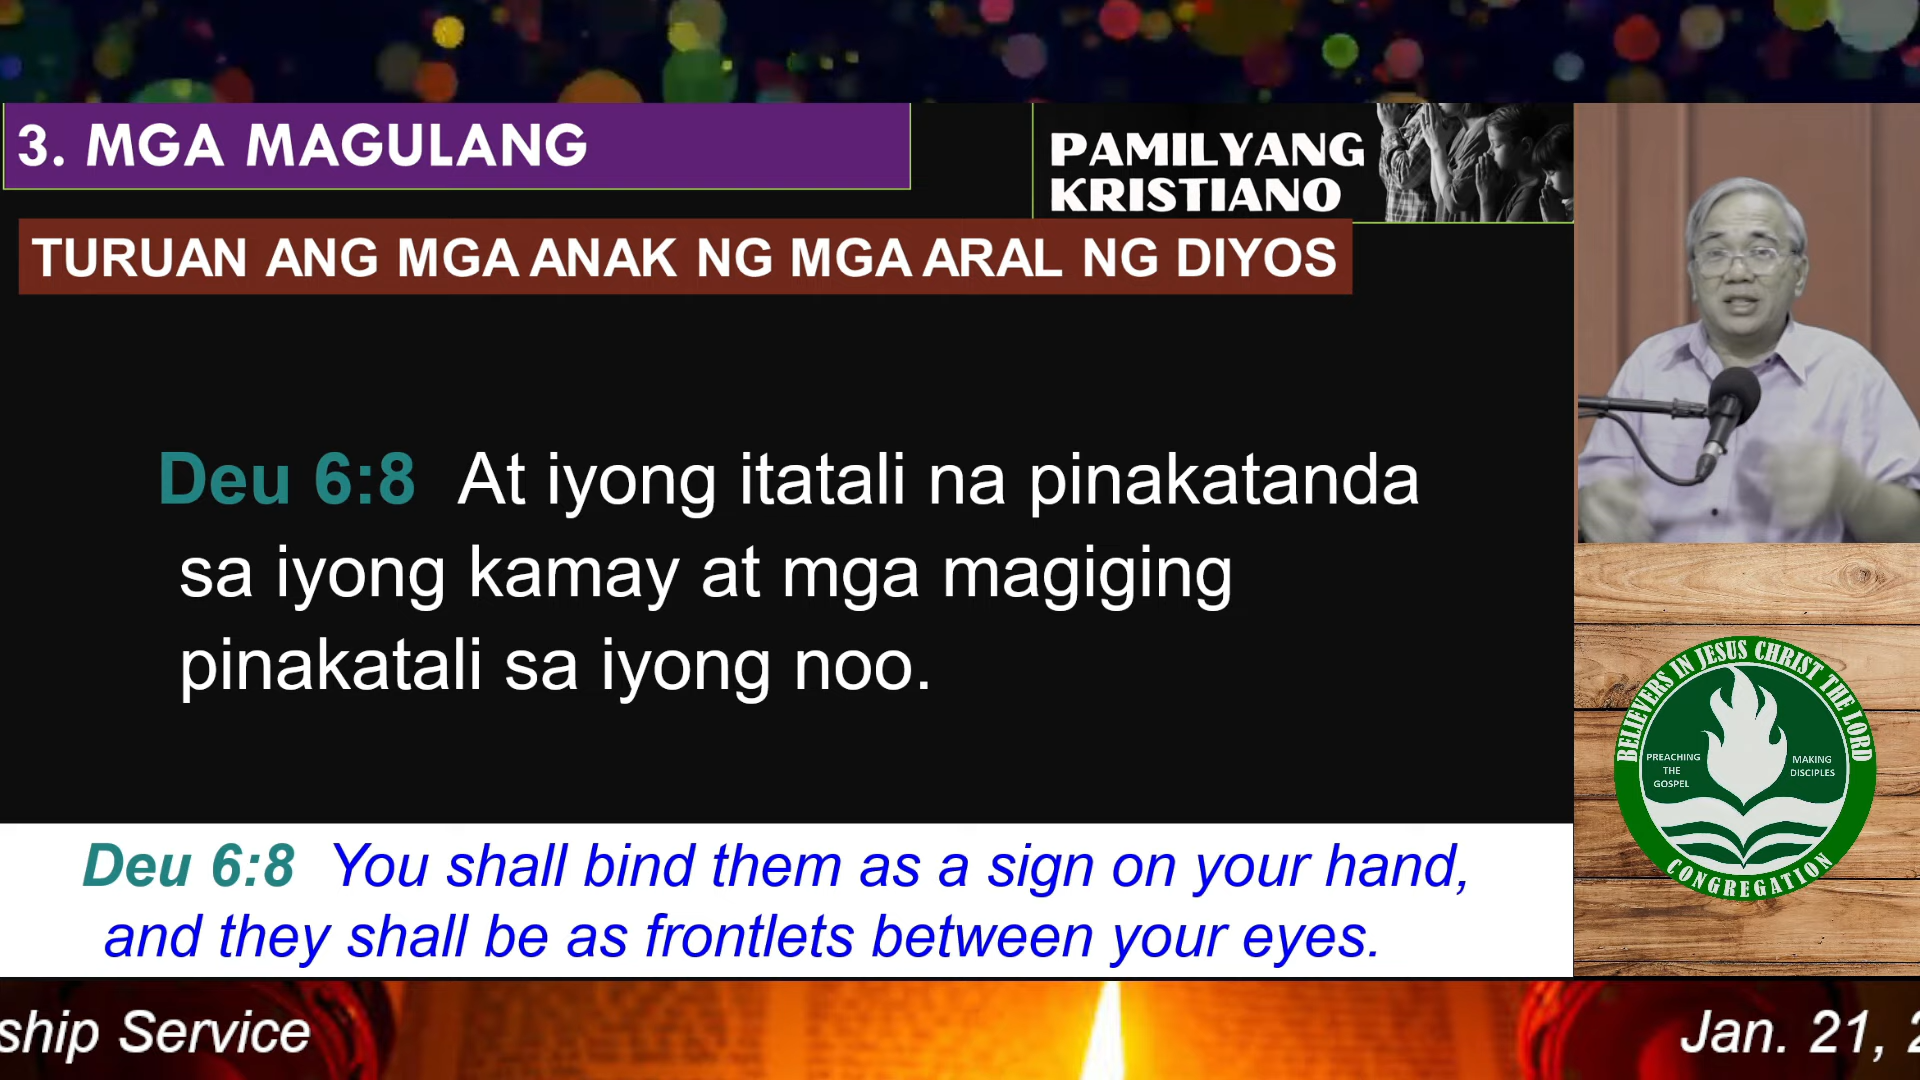 3. MGA MAGULANG
PAMILYANG
KRISTIANO
TURUAN ANG MGA ANAK NG MGA ARAL NG DIYOS
Deu 6:8 At iyong itatali na pinakatanda
sa iyong kamay at mga magiging
pinakatali sa iyong noo.
Deu 6:8 You shall bind them as a sign on your hand,
and they shall be as frontlets between your eyes.
BELIEVERS IN JESUS CHRIST THE LORD
PREACHING
THE
GOSPEL
MAKING
DISCIPLES
CONGREGATION
ship Service
Jan. 21, 2